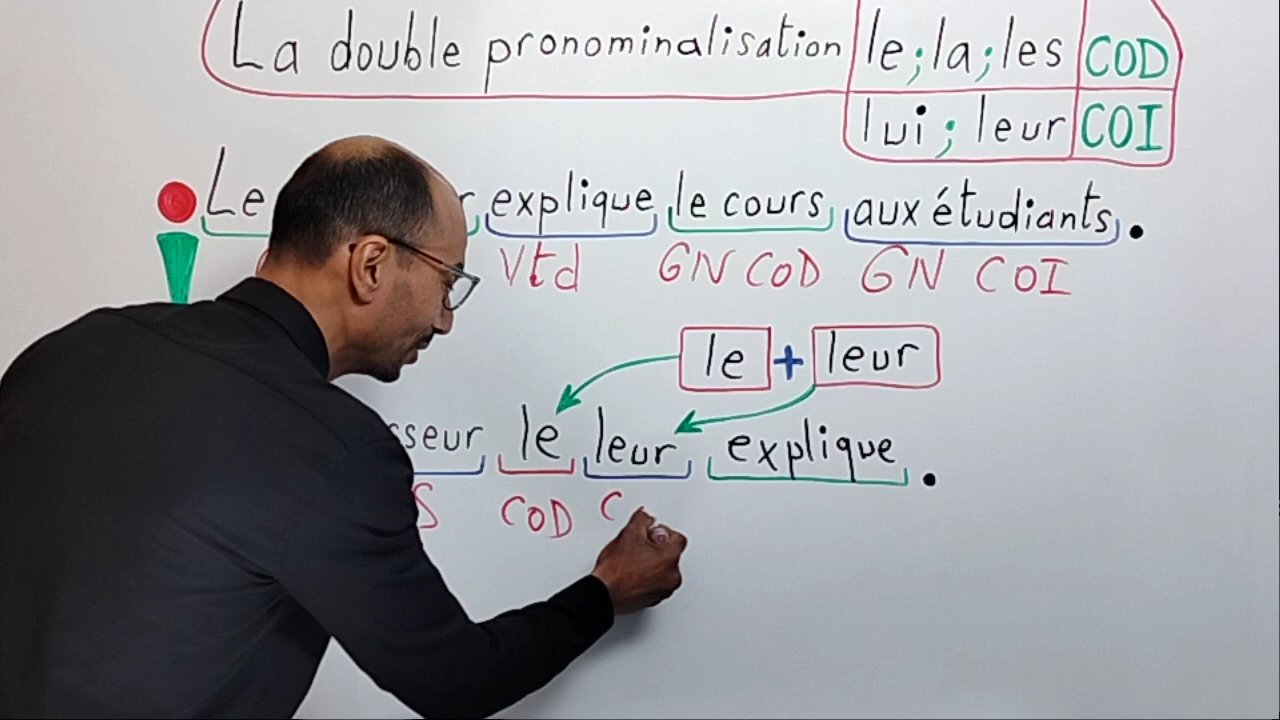 La double pronominalisation le ; la ; les COD
lui ; leur COI
Le explique le cours aux étudiants .
Vtd GN COD GN COI
le + leur
sseur le leur explique .
S COD C